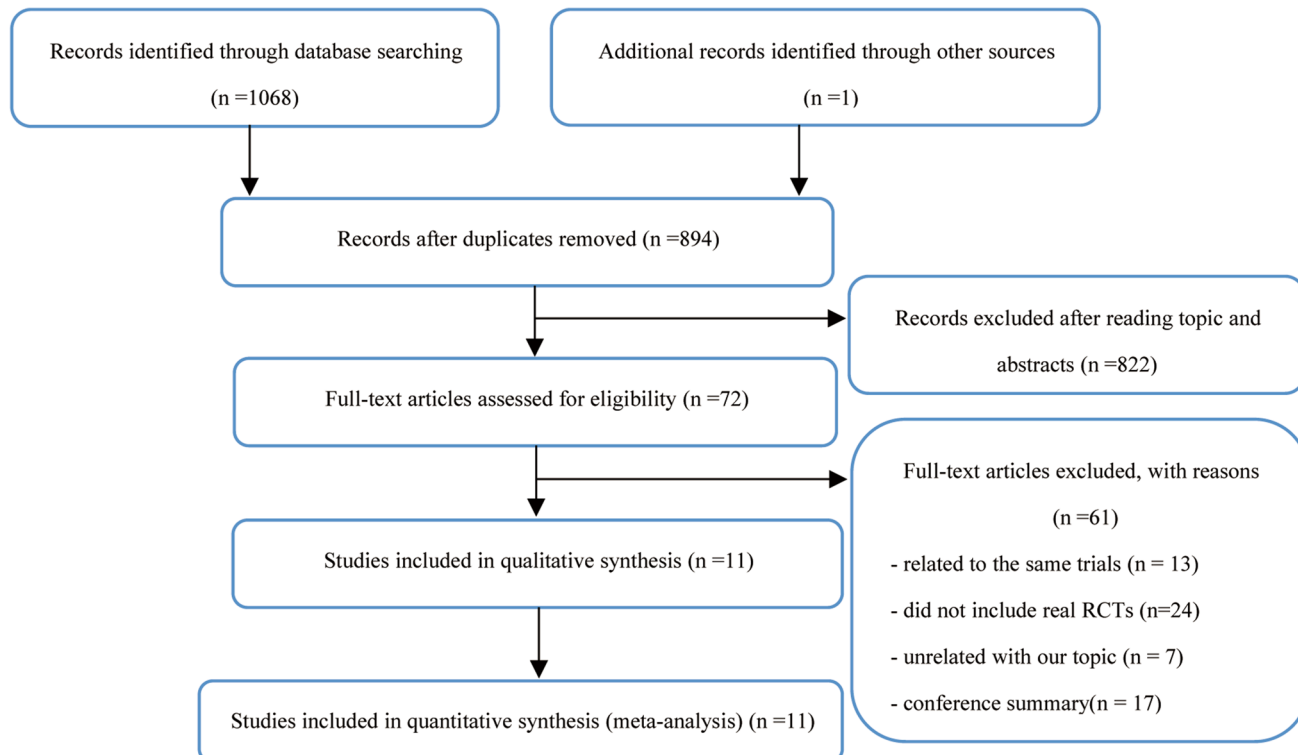 Records identified through database searching
(n =1068)
Additional records identified through other sources
(n =1)
Records after duplicates removed (n =894)
Records excluded after reading topic and
abstracts (n =822)
Full-text articles assessed for eligibility (n =72)
Full-text articles excluded, with reasons
(n =61)
- related to the same trials (n = 13)
- did not include real RCTs (n=24)
- unrelated with our topic (n = 7)
- conference summary(n = 17)
Studies included in qualitative synthesis (n =11)
Studies included in quantitative synthesis (meta-analysis) (n =11)